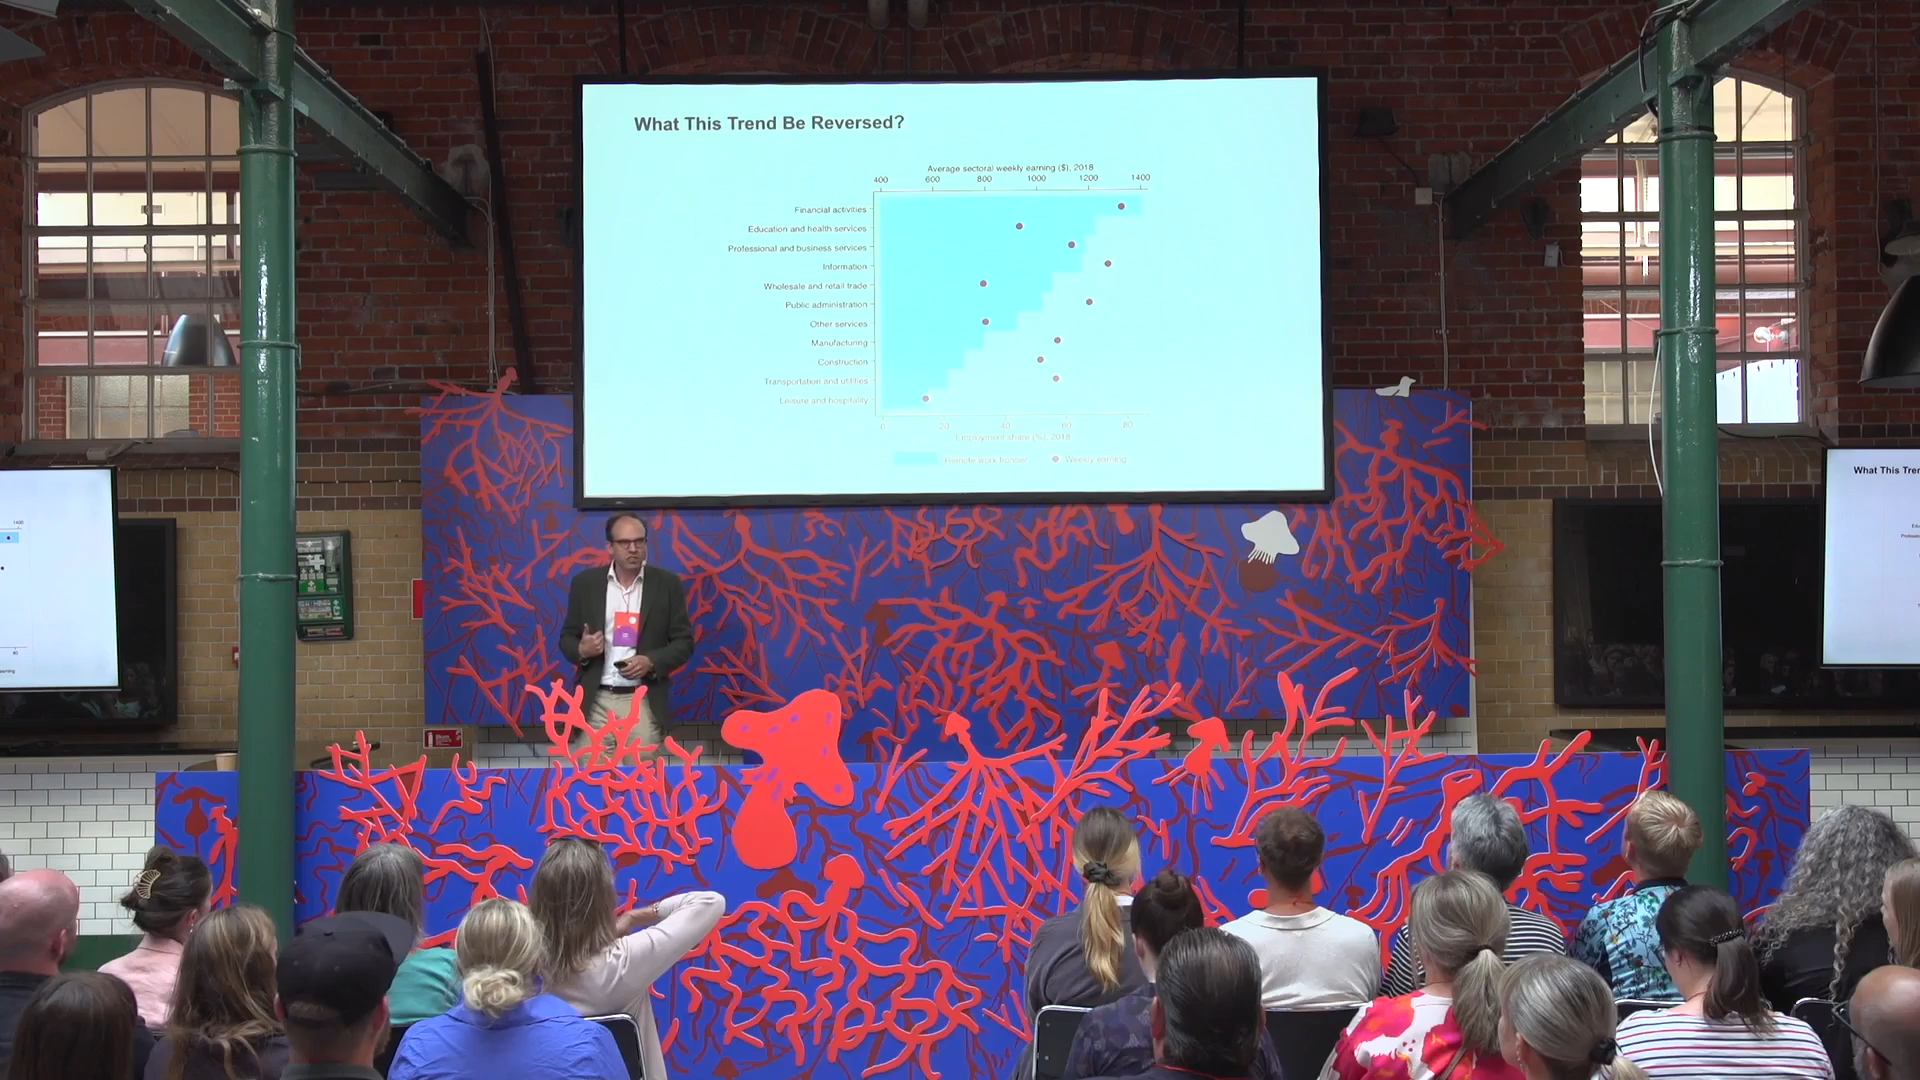 What This Trend Be Reversed?
Average sectoral weekly earning ($), 2018
400 600 800 1000 1200 1400
Financial activities
Education and health services
Professional and business services
Information
Wholesale and retail trade
Public administration
Other services
Manufacturing
Construction
Transportation and utilities
Leisure and hospitality
0 20 40 60 80
Employment share (%), 2018
Remote work frontier Weekly earning
1400
80
What This Tren